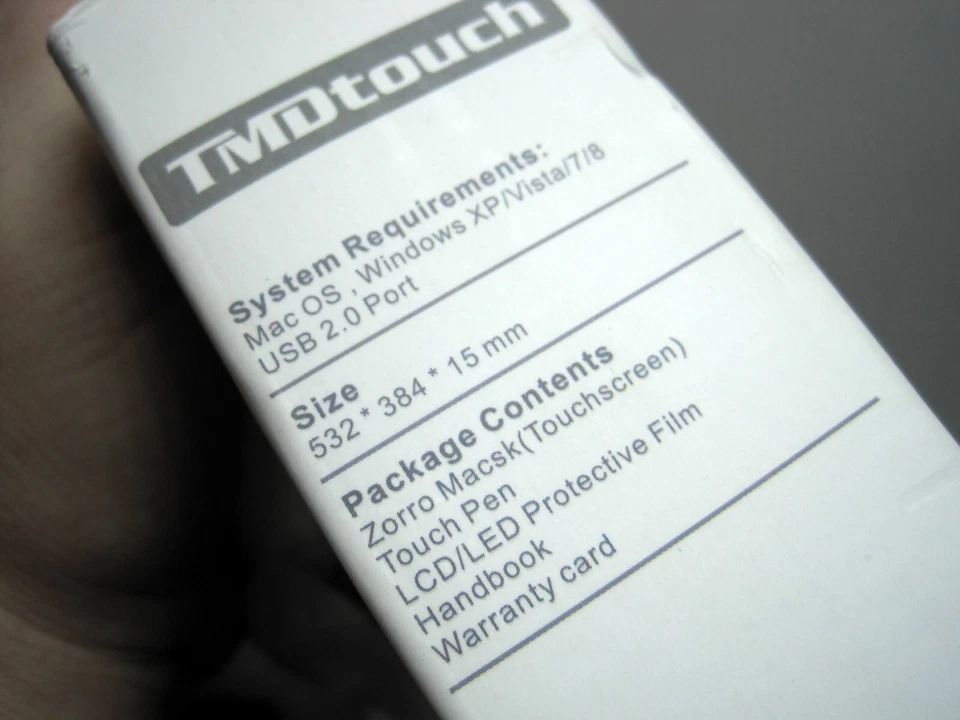 TMDtouch
System Requirements:
Mac OS , Windows XP/Vista/7/8
USB 2.0 Port
Size
532 * 384 * 15 mm
Package Contents
Zorro Macsk(Touchscreen)
Touch Pen
LCD/LED Protective Film
Handbook
Warranty card